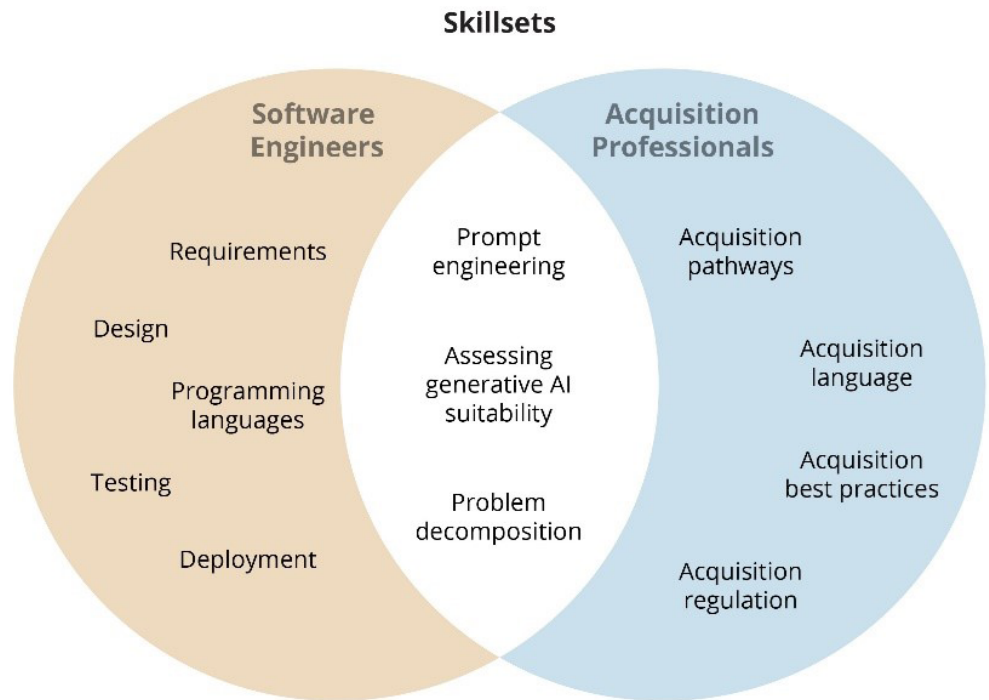 Skillsets
Software
Engineers
Requirements
Design
Programming
languages
Testing
Deployment
Prompt
engineering
Assessing
generative AI
suitability
Problem
decomposition
Acquisition
Professionals
Acquisition
pathways
Acquisition
language
Acquisition
best practices
Acquisition
regulation